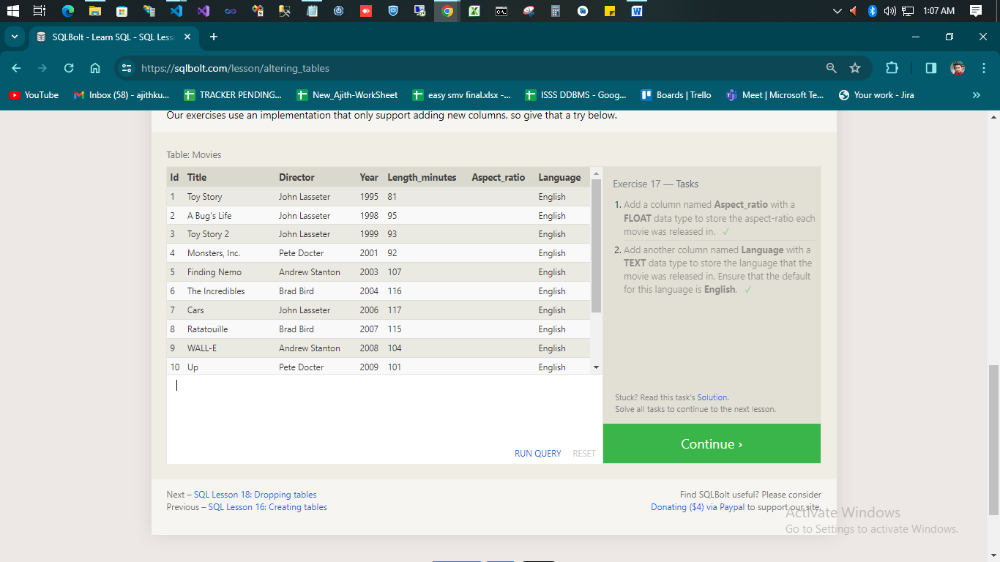 1:07 AM
SQLBolt - Learn SQL - SQL Less
https://sqlbolt.com/lesson/altering_tables
YouTube
Inbox (58) - ajithku...
TRACKER PENDING...
New_Ajith-WorkSheet
easy smv final.xlsx -...
ISSS DDBMS - Goog...
Boards | Trello
Meet | Microsoft Te...
Your work - Jira
Our exercises use an implementation that only support adding new columns, so give that a try below.
Table: Movies
Id Title Director Year Length_minutes Aspect_ratio Language
1 Toy Story John Lasseter 1995 81 English
2 A Bug's Life John Lasseter 1998 95 English
3 Toy Story 2 John Lasseter 1999 93 English
4 Monsters, Inc. Pete Docter 2001 92 English
5 Finding Nemo Andrew Stanton 2003 107 English
6 The Incredibles Brad Bird 2004 116 English
7 Cars John Lasseter 2006 117 English
8 Ratatouille Brad Bird 2007 115 English
9 WALL-E Andrew Stanton 2008 104 English
10 Up Pete Docter 2009 101 English
RUN QUERY RESET
Exercise 17 — Tasks
1. Add a column named Aspect_ratio with a
FLOAT data type to store the aspect-ratio each
movie was released in. ✓
2. Add another column named Language with a
TEXT data type to store the language that the
movie was released in. Ensure that the default
for this language is English. ✓
Stuck? Read this task's Solution.
Solve all tasks to continue to the next lesson.
Continue ›
Next – SQL Lesson 18: Dropping tables
Previous – SQL Lesson 16: Creating tables
Find SQLBolt useful? Please consider
Donating ($4) via Paypal to support our site.
Activate Windows
Go to Settings to activate Windows.